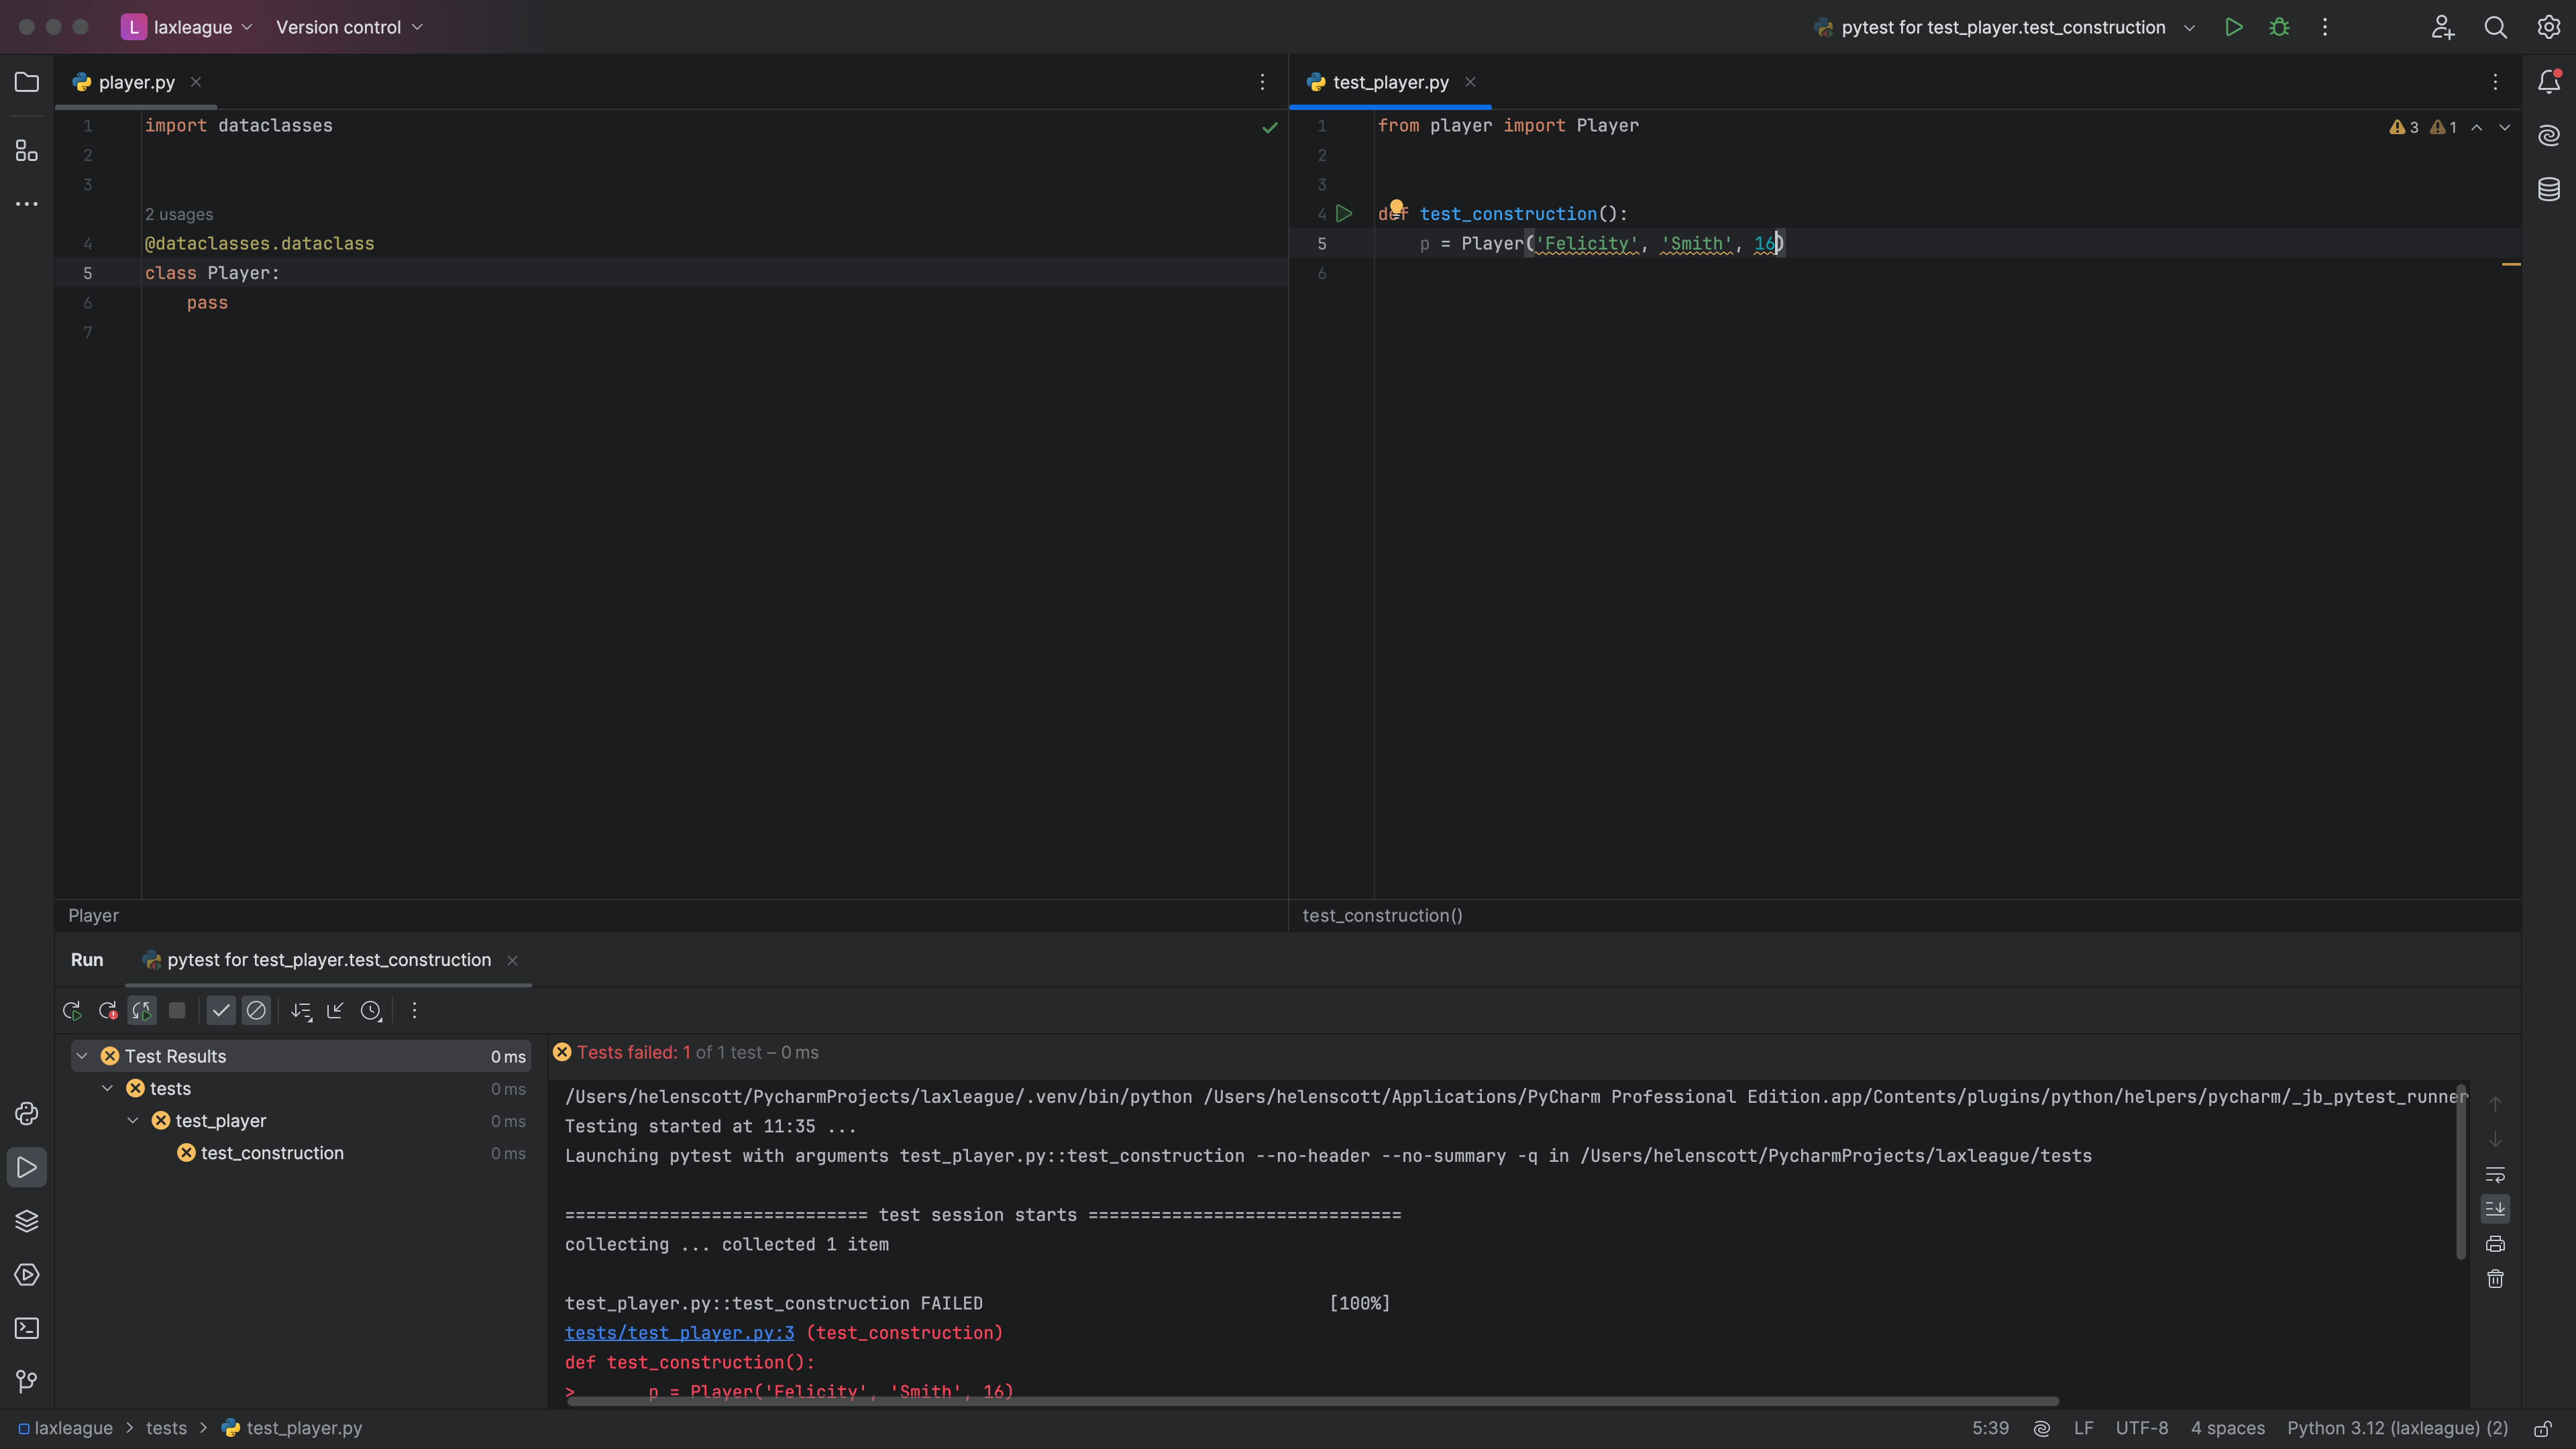 L laxleague Version control pytest for test_player.test_construction
player.py
1 import dataclasses
2
3
2 usages
4 @dataclasses.dataclass
5 class Player:
6     pass
7
Player
test_player.py
1 from player import Player
3 1
2
3
4 def test_construction():
5     p = Player('Felicity', 'Smith', 16)
6
test_construction()
Run pytest for test_player.test_construction
Test Results 0 ms
tests 0 ms
test_player 0 ms
test_construction 0 ms
Tests failed: 1 of 1 test – 0 ms
/Users/helenscott/PycharmProjects/laxleague/.venv/bin/python /Users/helenscott/Applications/PyCharm Professional Edition.app/Contents/plugins/python/helpers/pycharm/_jb_pytest_runner
Testing started at 11:35 ...
Launching pytest with arguments test_player.py::test_construction --no-header --no-summary -q in /Users/helenscott/PycharmProjects/laxleague/tests
============================= test session starts ==============================
collecting ... collected 1 item
test_player.py::test_construction FAILED [100%]
tests/test_player.py:3 (test_construction)
def test_construction():
>       p = Player('Felicity', 'Smith', 16)
laxleague > tests > test_player.py 5:39 LF UTF-8 4 spaces Python 3.12 (laxleague) (2)